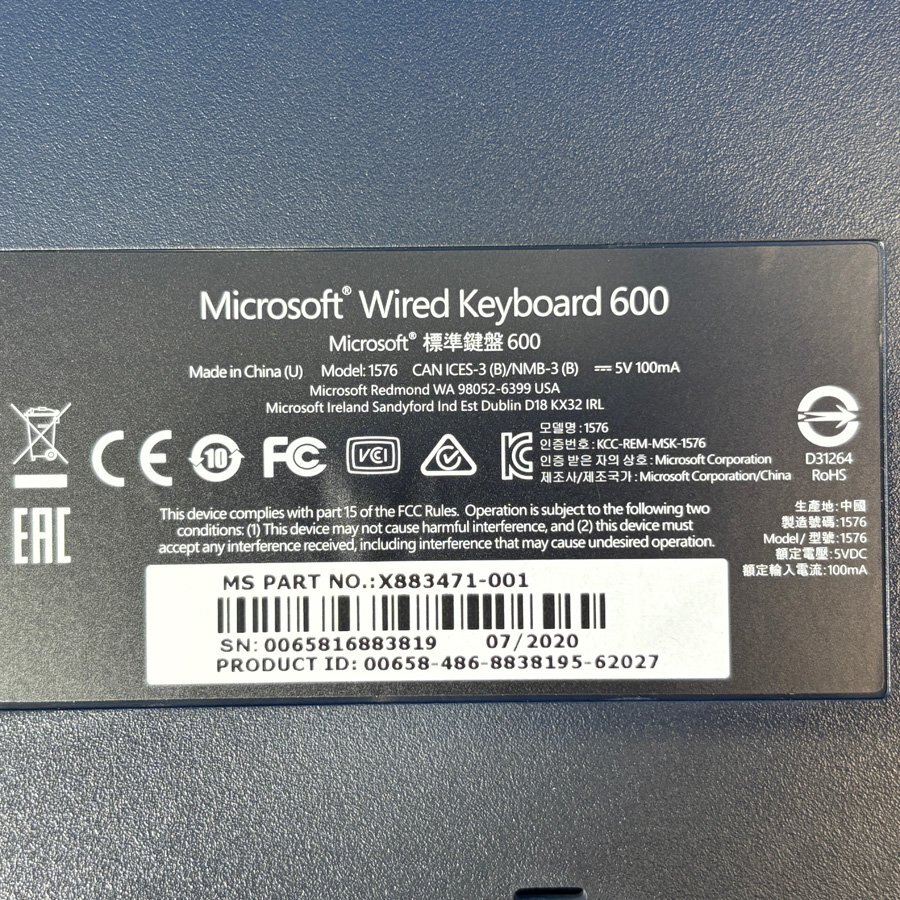 Microsoft® Wired Keyboard 600
Microsoft® 標準鍵盤 600
Made in China (U) Model: 1576 CAN ICES-3 (B)/NMB-3 (B) ⎓ 5V 100mA
Microsoft Redmond WA 98052-6399 USA
Microsoft Ireland Sandyford Ind Est Dublin D18 KX32 IRL
CE
10
FC
VCI
모델명 : 1576
인증번호 : KCC-REM-MSK-1576
인증 받은 자의 상호 : Microsoft Corporation
제조사/제조국가 : Microsoft Corporation/China
D31264
RoHS
EAC
This device complies with part 15 of the FCC Rules. Operation is subject to the following two
conditions: (1) This device may not cause harmful interference, and (2) this device must
accept any interference received, including interference that may cause undesired operation.
生產地: 中國
製造號碼: 1576
Model/ 型號: 1576
額定電壓: 5VDC
額定輸入電流: 100mA
MS PART NO.:X883471-001
SN: 0065816883819 07/2020
PRODUCT ID: 00658-486-8838195-62027